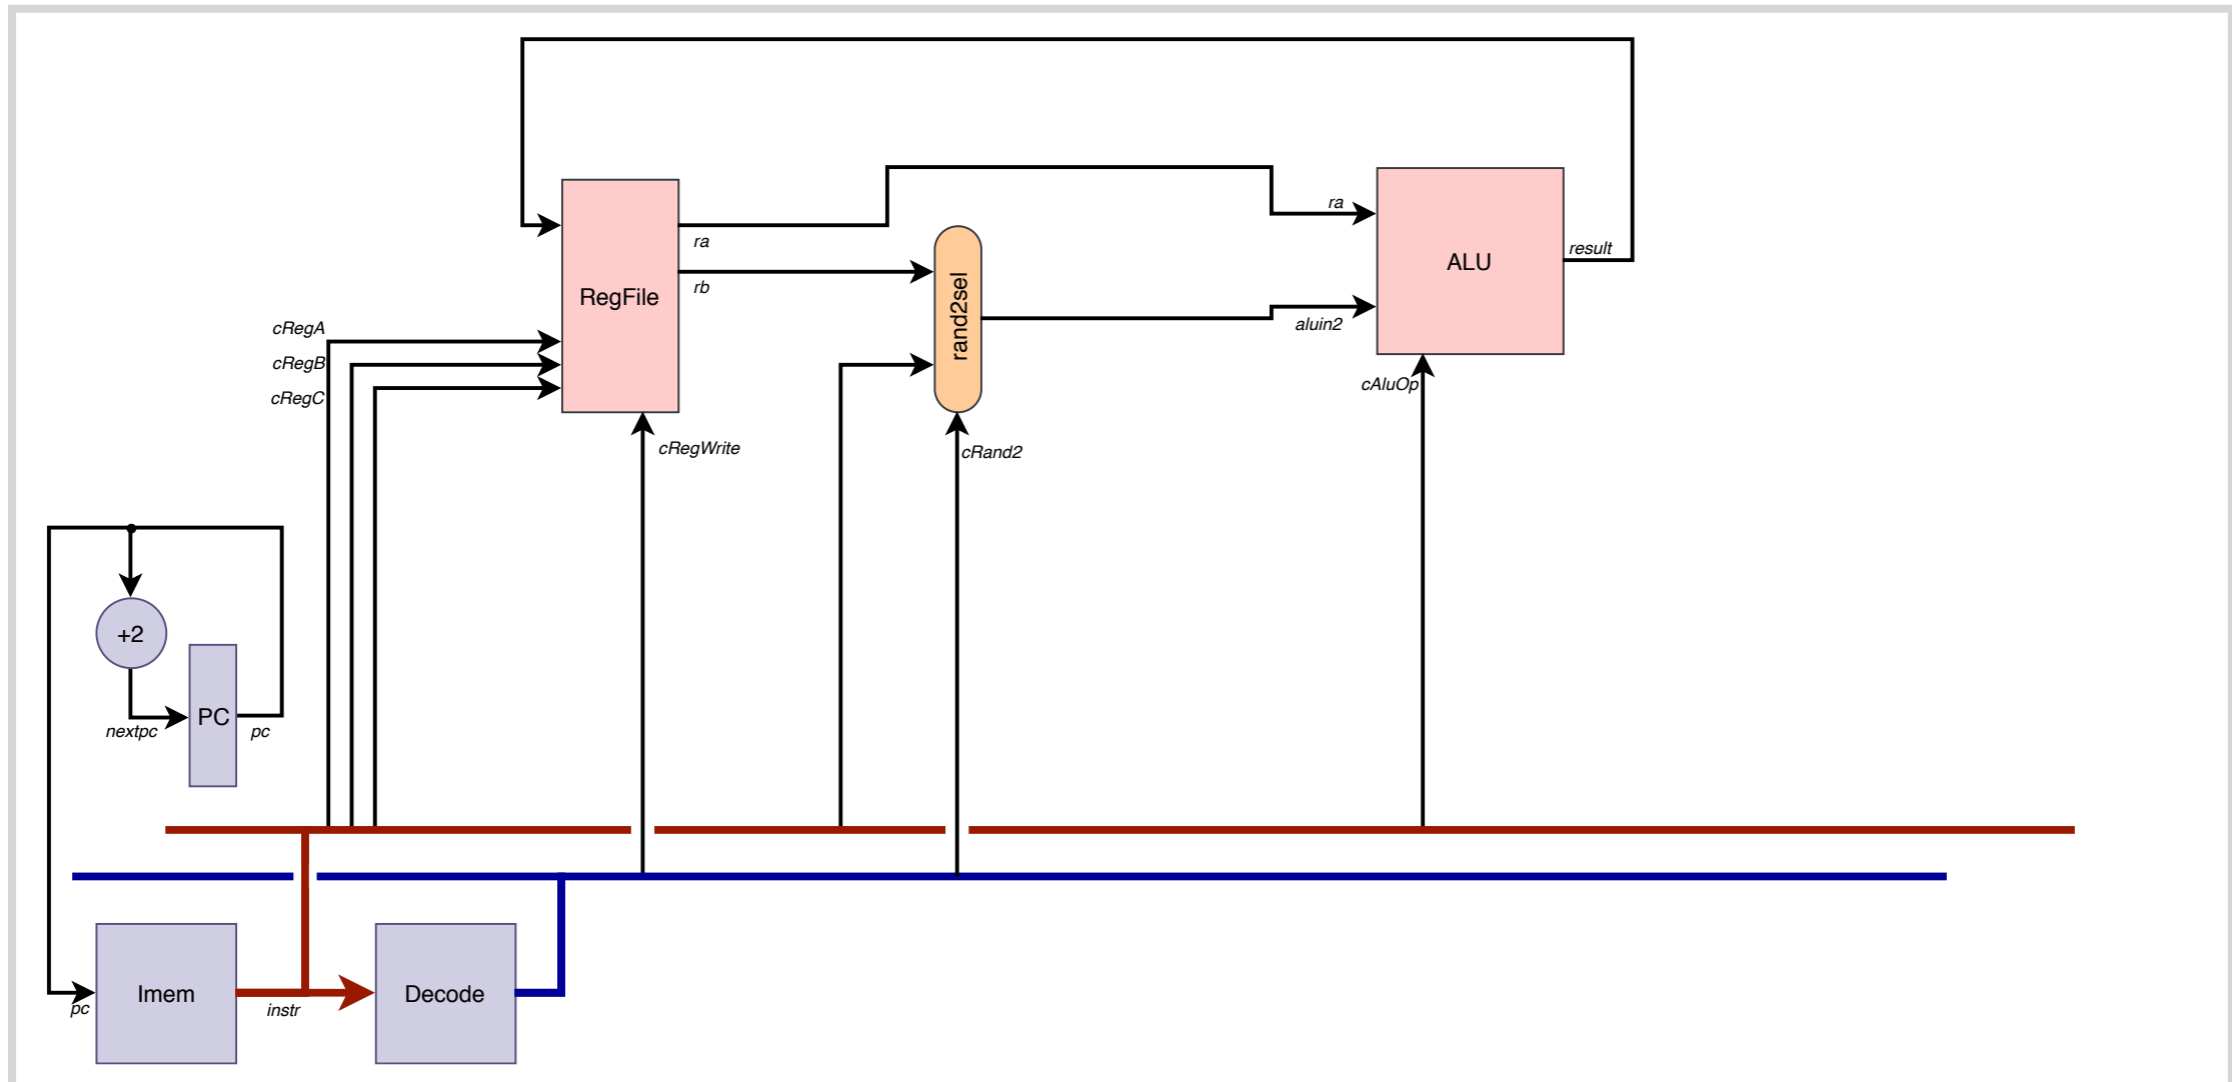 ra
result
ALU
ra
RegFile
rb
rand2sel
cRegA
aluin2
cRegB
cAluOp
cRegC
cRegWrite
cRand2
+2
PC
nextpc
pc
Imem
Decode
pc
instr